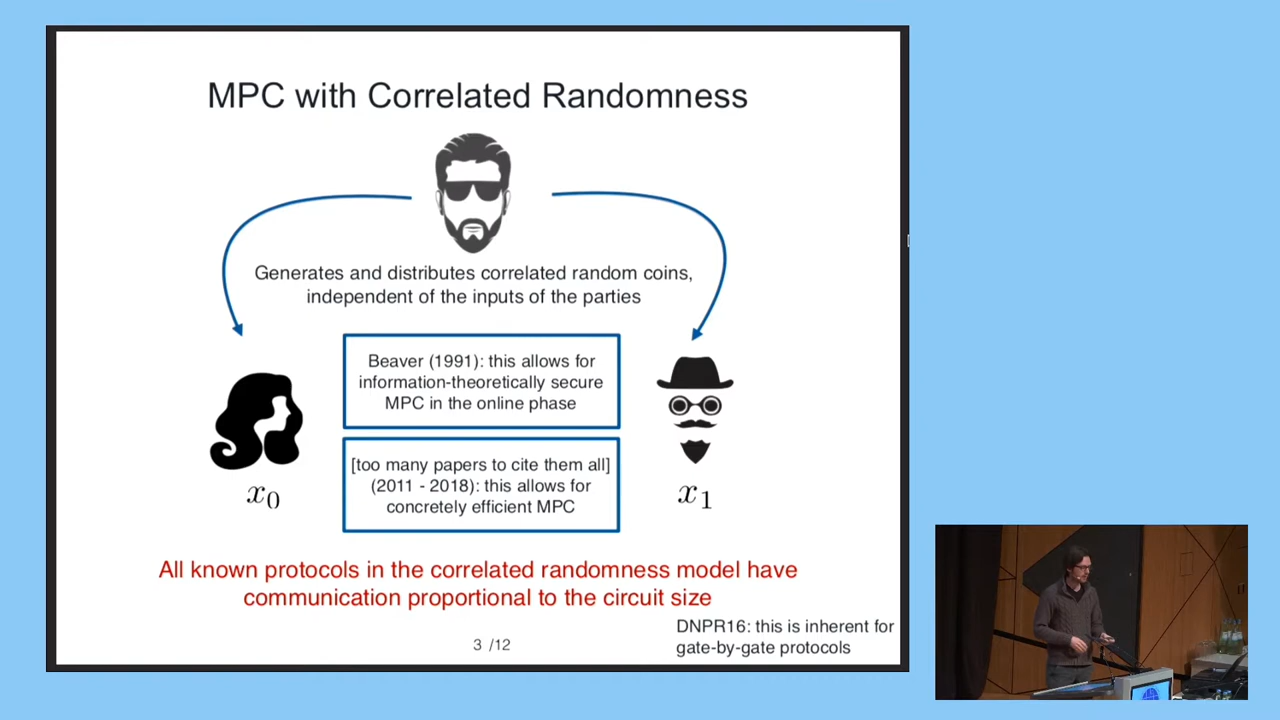 MPC with Correlated Randomness
Generates and distributes correlated random coins,
independent of the inputs of the parties
Beaver (1991): this allows for
information-theoretically secure
MPC in the online phase
[too many papers to cite them all]
(2011 - 2018): this allows for
concretely efficient MPC
x0
x1
All known protocols in the correlated randomness model have
communication proportional to the circuit size
DNPR16: this is inherent for
gate-by-gate protocols
3 /12